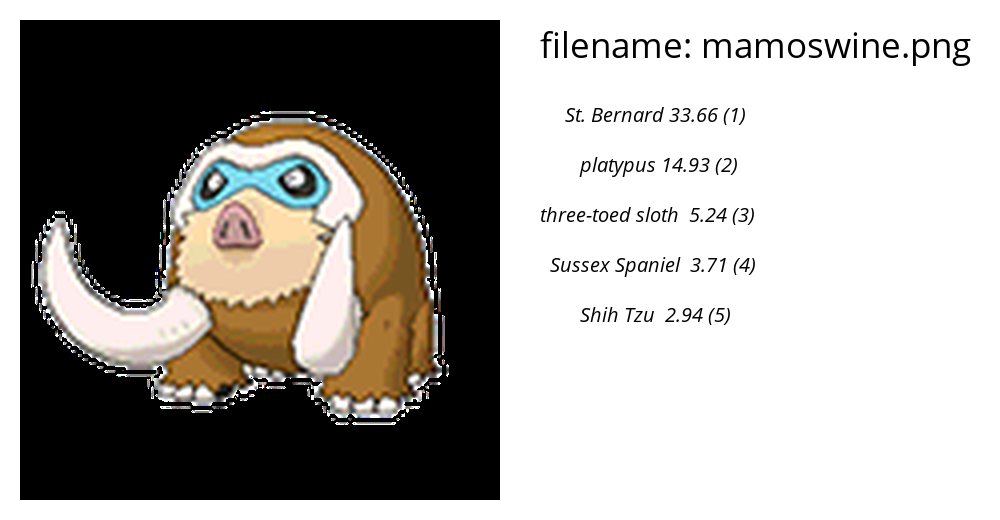 filename: mamoswine.png
St. Bernard 33.66 (1)
platypus 14.93 (2)
three-toed sloth 5.24 (3)
Sussex Spaniel 3.71 (4)
Shih Tzu 2.94 (5)